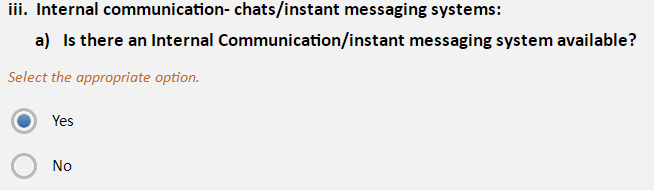 iii. Internal communication- chats/instant messaging systems:
a) Is there an Internal Communication/instant messaging system available?
Select the appropriate option.
Yes
No